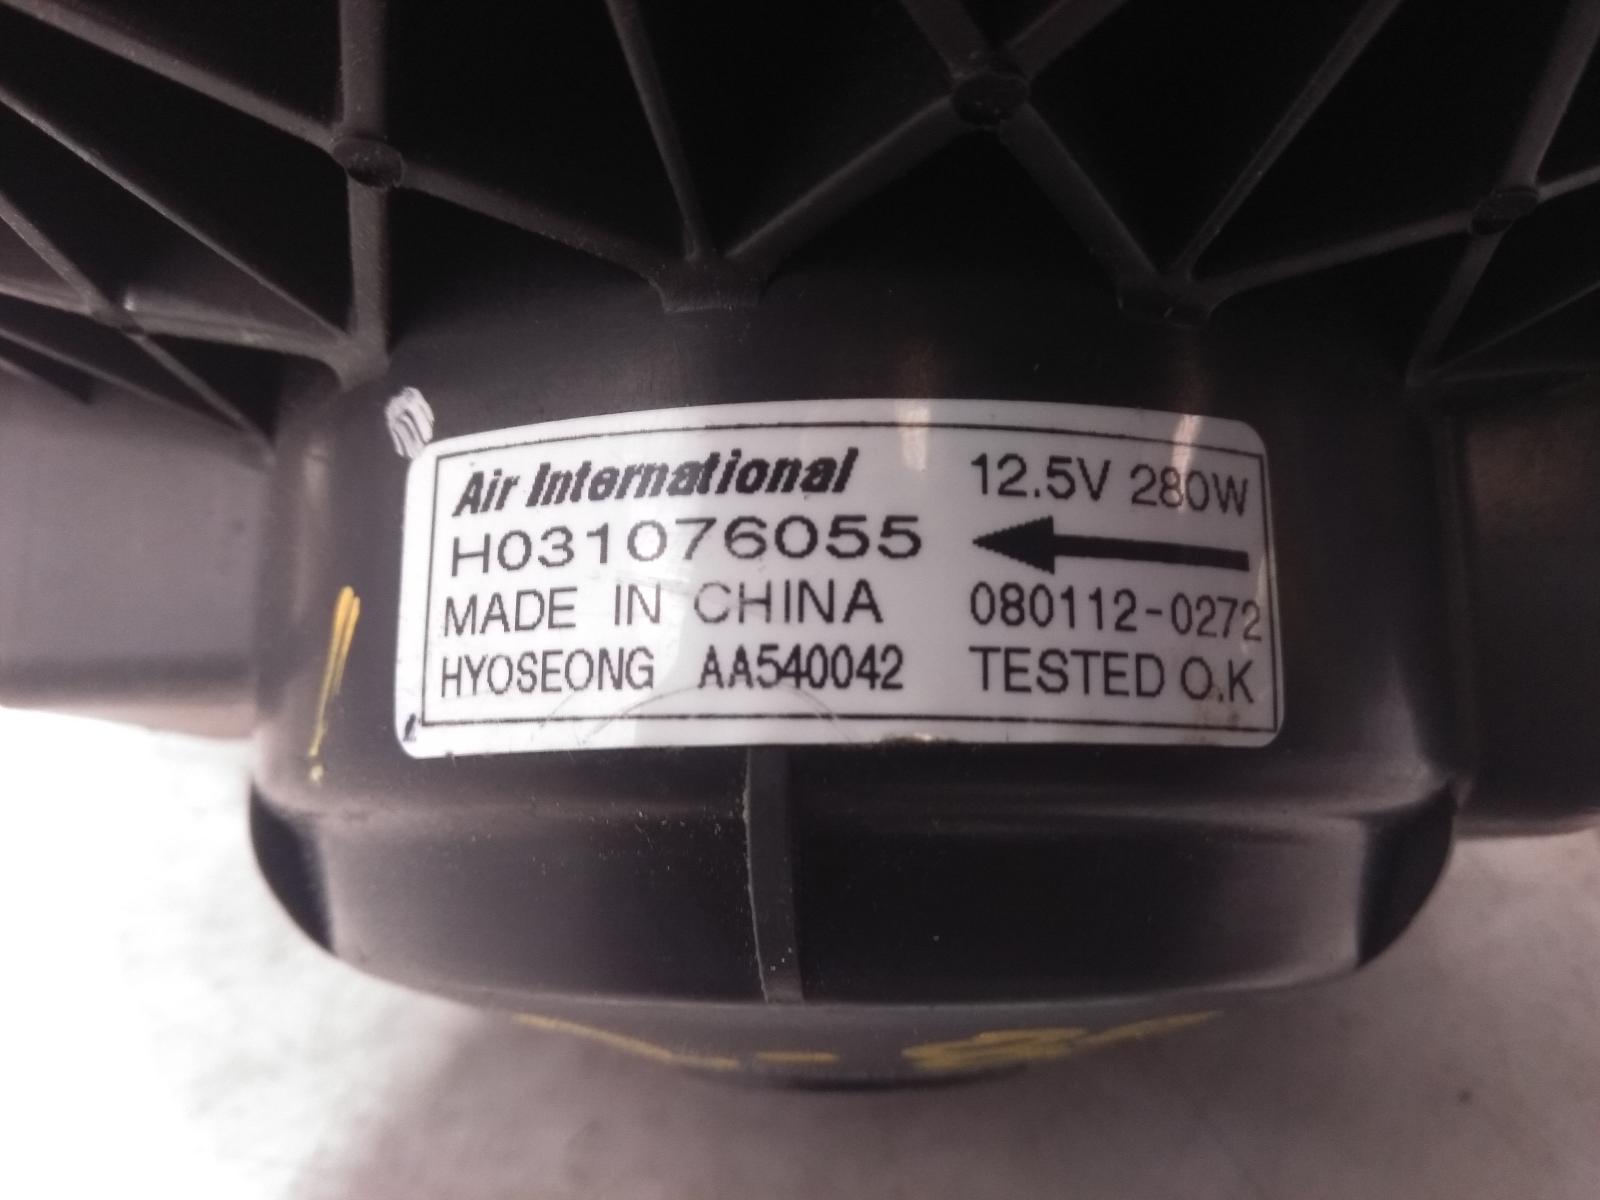 Air International 12.5V 280W
H031076055
MADE IN CHINA 080112-0272
HYOSEONG AA540042 TESTED O.K